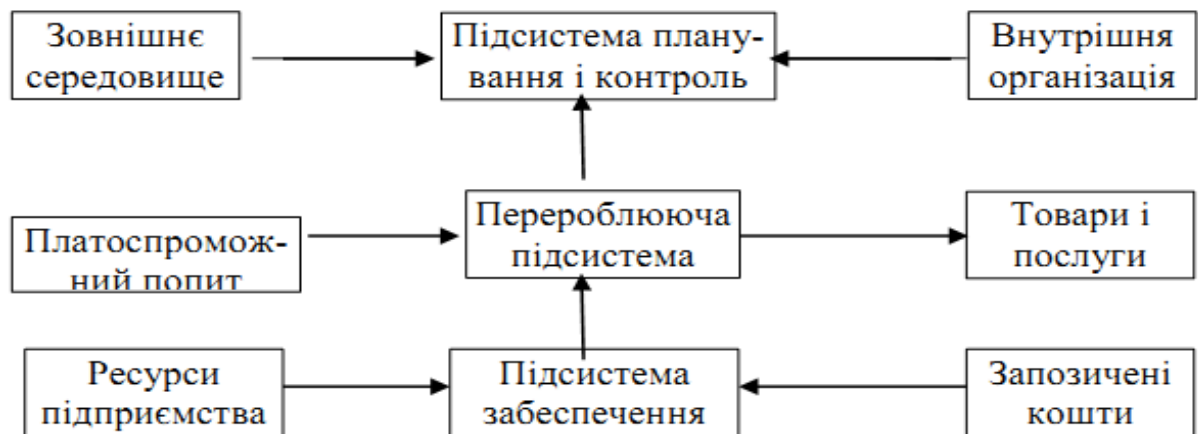 Зовнішнє
середовище
Підсистема плану-
вання і контроль
Внутрішня
організація
Платоспромож-
ний попит
Перероблююча
підсистема
Товари і
послуги
Ресурси
підприємства
Підсистема
забеспечення
Запозичені
кошти